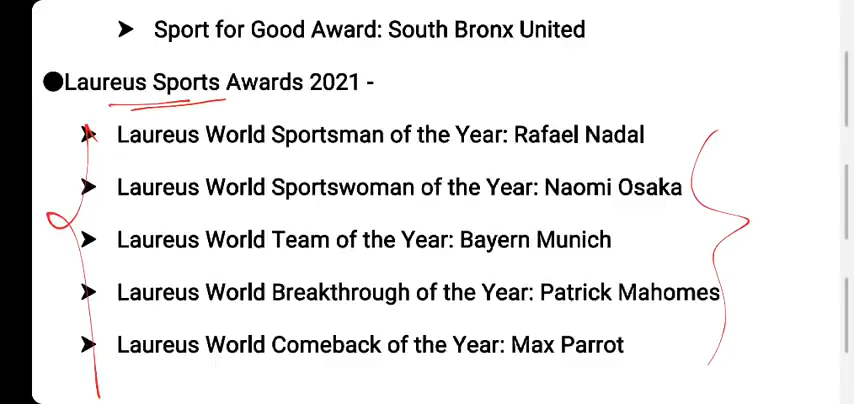 ➤ Sport for Good Award: South Bronx United
●Laureus Sports Awards 2021 -
➤ Laureus World Sportsman of the Year: Rafael Nadal
➤ Laureus World Sportswoman of the Year: Naomi Osaka
➤ Laureus World Team of the Year: Bayern Munich
➤ Laureus World Breakthrough of the Year: Patrick Mahomes
➤ Laureus World Comeback of the Year: Max Parrot